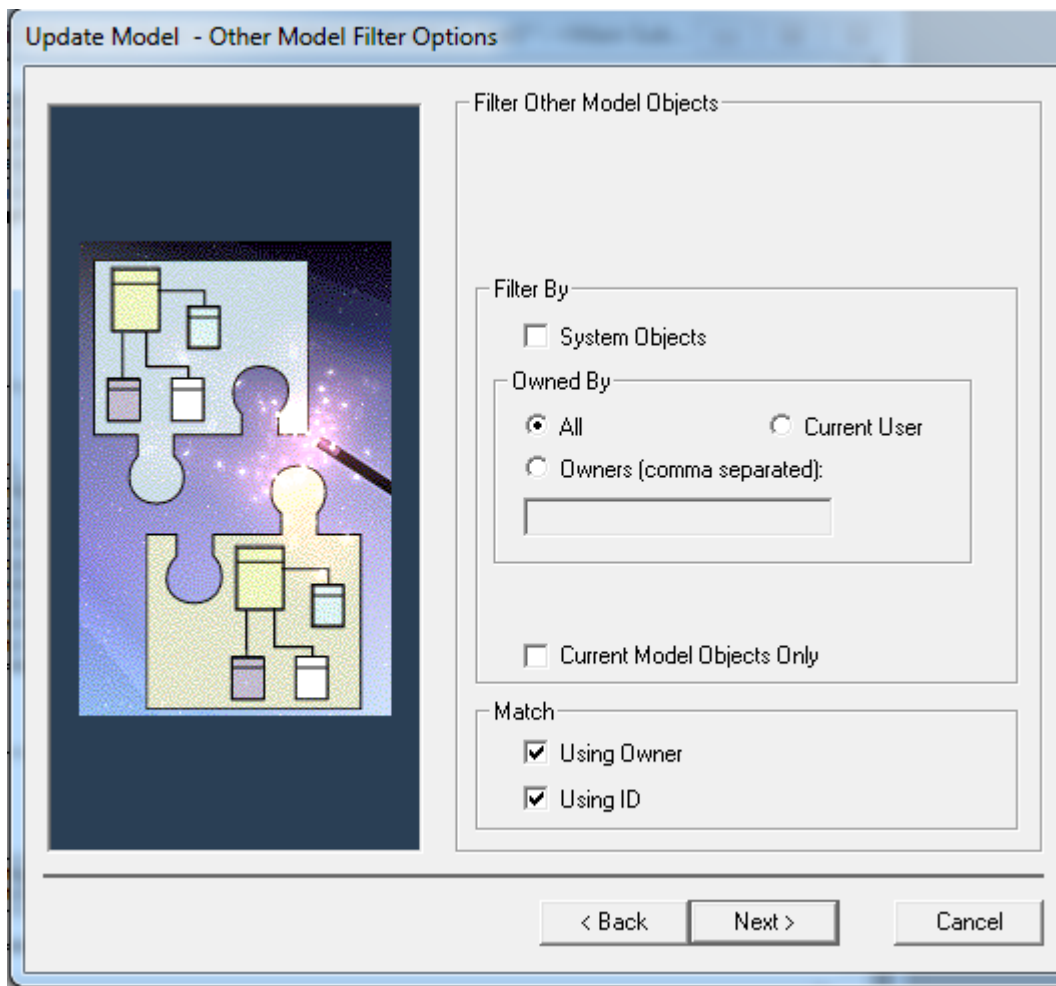 Update Model - Other Model Filter Options
Filter Other Model Objects
Filter By
System Objects
Owned By
All
Current User
Owners (comma separated):
Current Model Objects Only
Match
Using Owner
Using ID
< Back
Next >
Cancel